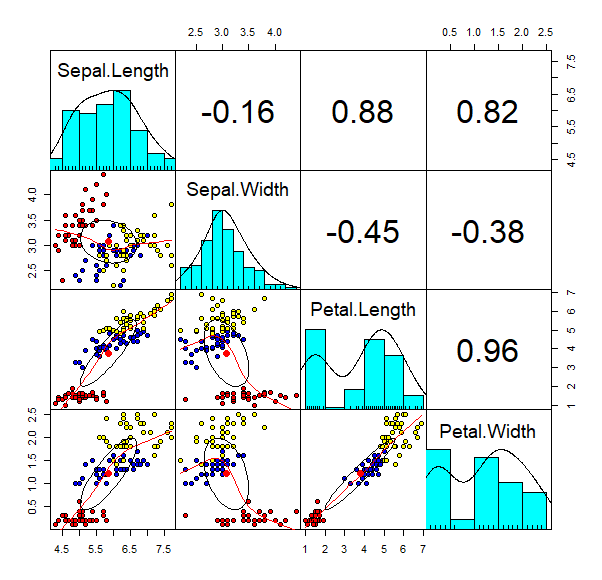 2.5 3.0 3.5 4.0 0.5 1.0 1.5 2.0 2.5
Sepal.Length
-0.16 0.88 0.82
4.5 5.5 6.5 7.5
Sepal.Width
-0.45 -0.38
2.5 3.0 3.5 4.0
Petal.Length
0.96
1 2 3 4 5 6 7
Petal.Width
0.5 1.0 1.5 2.0 2.5
4.5 5.5 6.5 7.5 1 2 3 4 5 6 7